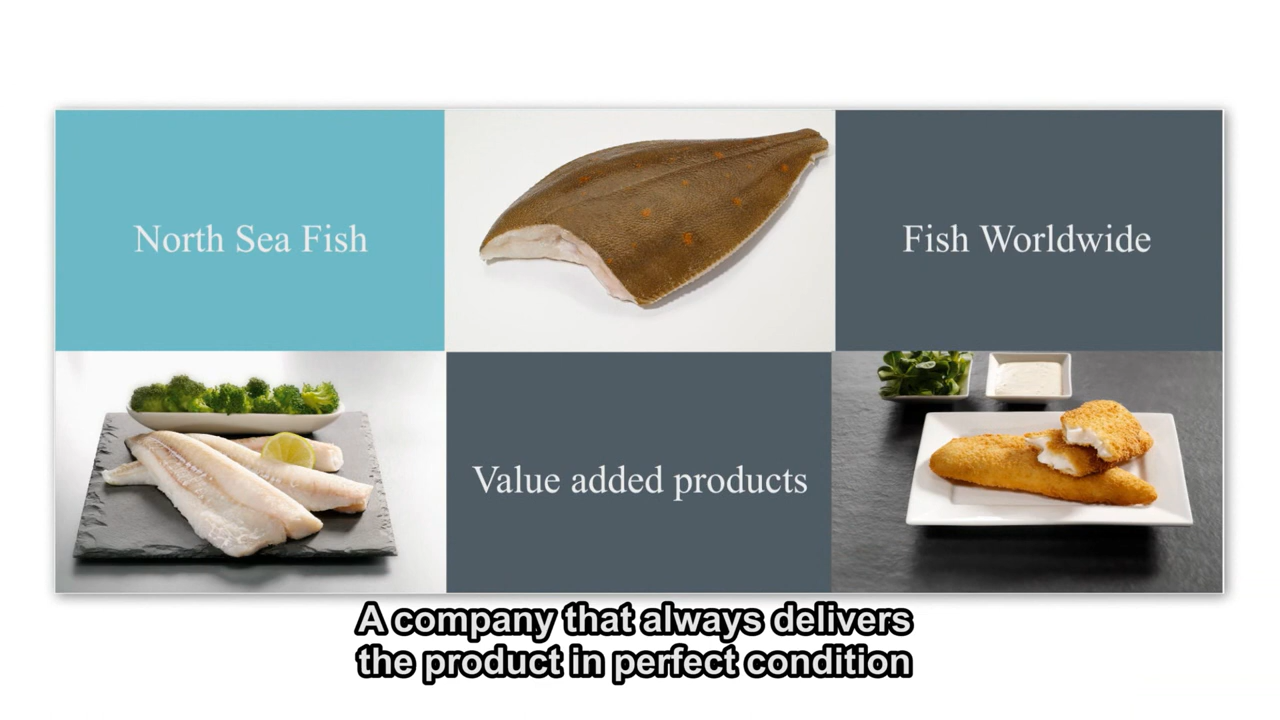 North Sea Fish
Fish Worldwide
Value added products
A company that always delivers
the product in perfect condition